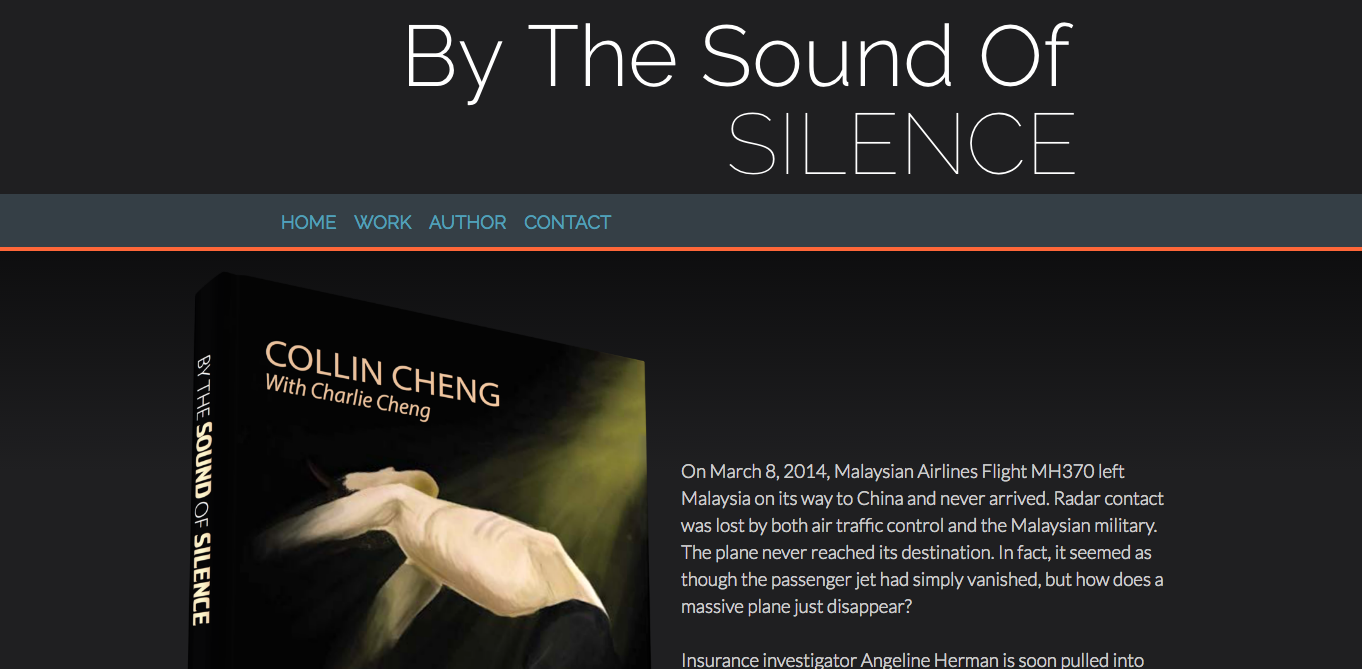 By The Sound Of
SILENCE
HOME WORK AUTHOR CONTACT
COLLIN CHENG
With Charlie Cheng
BY THE SOUND OF SILENCE
On March 8, 2014, Malaysian Airlines Flight MH370 left
Malaysia on its way to China and never arrived. Radar contact
was lost by both air traffic control and the Malaysian military.
The plane never reached its destination. In fact, it seemed as
though the passenger jet had simply vanished, but how does a
massive plane just disappear?
Insurance investigator Angeline Herman is soon pulled into